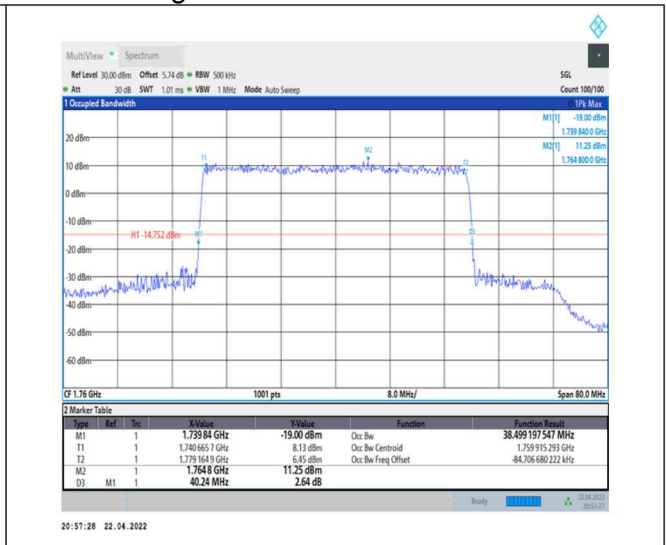 MultiView Spectrum
Ref Level 30.00 dBm Offset 5.74 dB RBW 500 kHz SGL
Att 30 dB SWT 1.01 ms VBW 1 MHz Mode Auto Sweep Count 100/100
1 Occupied Bandwidth 1Pk Max
M1[1] -19.00 dBm
1.739 840 0 GHz
M2[1] 11.25 dBm
1.764 800 0 GHz
20 dBm
T1 M2 T2
10 dBm
0 dBm
-10 dBm
H1 -14.752 dBm M1 D3
-20 dBm
-30 dBm
-40 dBm
-50 dBm
-60 dBm
CF 1.76 GHz 1001 pts 8.0 MHz/ Span 80.0 MHz
2 Marker Table
Type Ref Trc X-Value Y-Value Function Function Result
M1 1 1.739 84 GHz -19.00 dBm Occ Bw 38.499 197 547 MHz
T1 1 1.740 665 7 GHz 8.13 dBm Occ Bw Centroid 1.759 915 293 GHz
T2 1 1.779 164 9 GHz 6.45 dBm Occ Bw Freq Offset -84.706 680 222 kHz
M2 1 1.764 8 GHz 11.25 dBm
D3 M1 1 40.24 MHz 2.64 dB
Ready 22.04.2022
20:57:27
20:57:28 22.04.2022